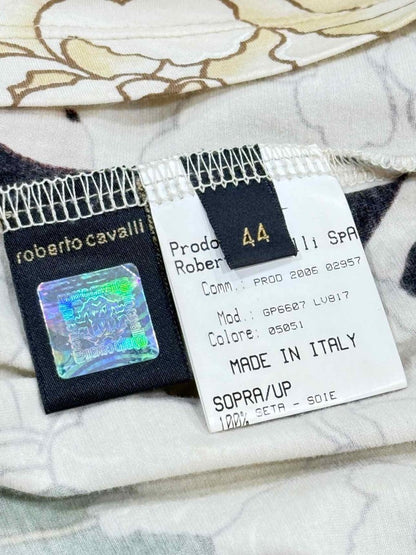 roberto cavalli
44
Prodo
lli SpA
Rober
Comm.: PROD 2006 02957
Mod.: GP6607 LV817
Colore: 05051
MADE IN ITALY
SOPRA/UP
100% SETA - SOIE